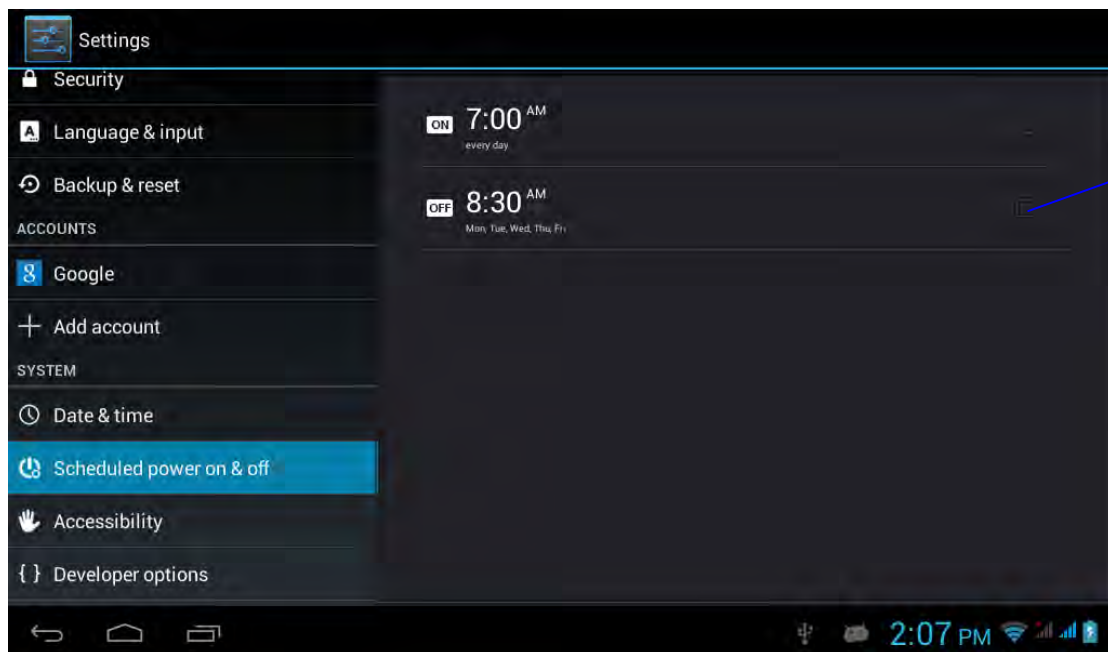 Settings
Security
Language & input
Backup & reset
ACCOUNTS
Google
Add account
SYSTEM
Date & time
Scheduled power on & off
Accessibility
{ } Developer options
ON 7:00 AM
every day
OFF 8:30 AM
Mon, Tue, Wed, Thu, Fri
2:07 PM